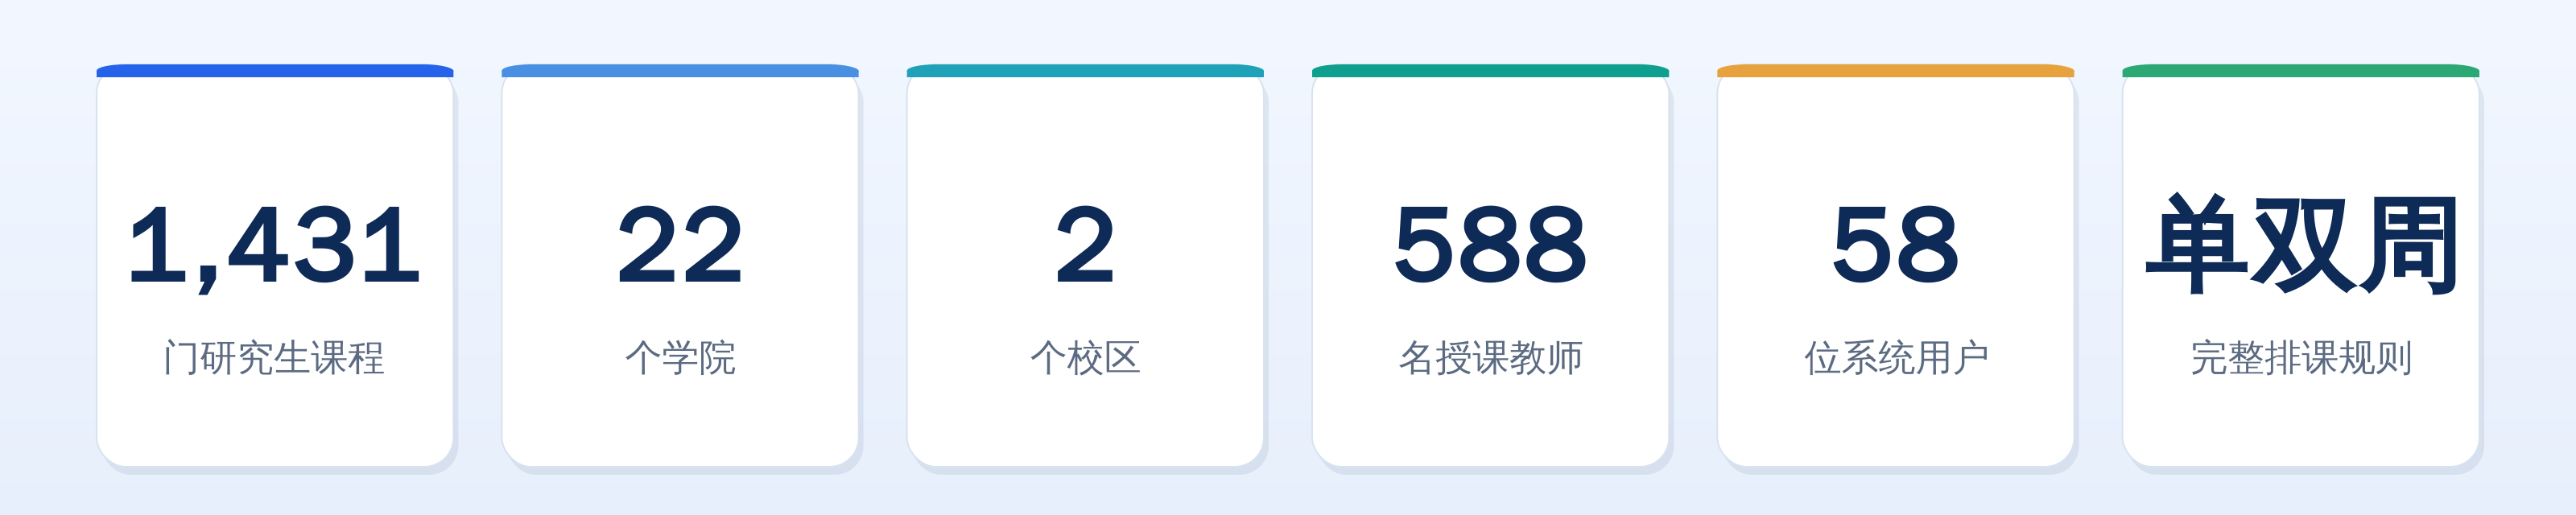 1,431
门研究生课程
22
个学院
2
个校区
588
名授课教师
58
位系统用户
单双周
完整排课规则